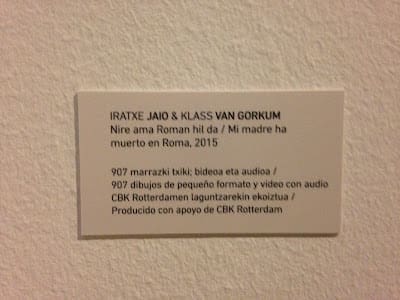 IRATXE JAIO & KLASS VAN GORKUM
Nire ama Roman hil da / Mi madre ha
muerto en Roma, 2015
907 marrazki txiki; bideoa eta audioa /
907 dibujos de pequeño formato y video con audio
CBK Rotterdamen laguntzarekin ekoiztua /
Producido con apoyo de CBK Rotterdam